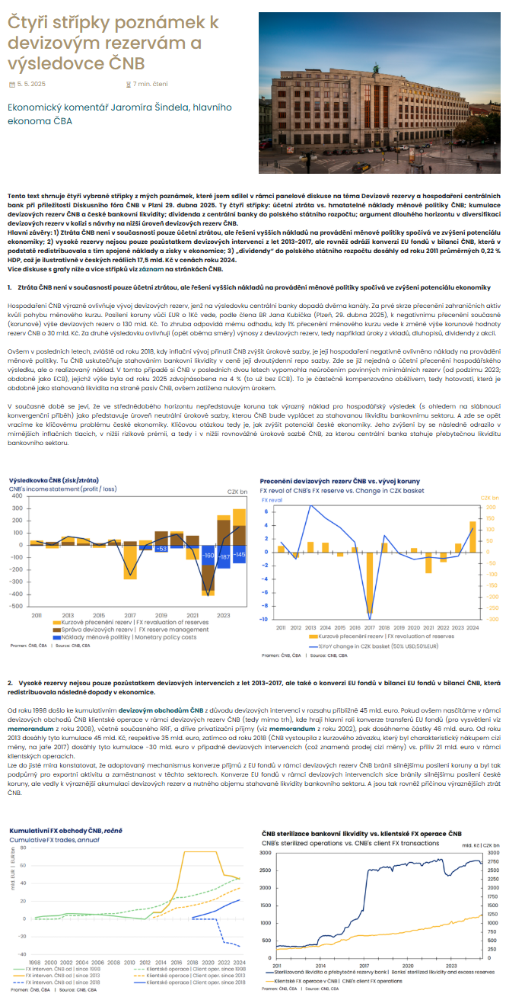 Čtyři střípky poznámek k
devizovým rezervám a
výsledovce ČNB
5. 5. 2025
7 min. čtení
Ekonomický komentář Jaromíra Šindela, hlavního
ekonoma ČBA
Tento text shrnuje čtyři vybrané střípky z mých poznámek, které jsem sdílel v rámci panelové diskuse na téma Devizové rezervy a hospodaření centrálních
bank při příležitosti Diskusního fóra ČNB v Plzni 29. dubna 2025. Ty čtyři střípky: účetní ztráta vs. hmatatelné náklady měnové politiky ČNB; kumulace
devizových rezerv ČNB a české bankovní likvidity; dividenda z centrální banky do polského státního rozpočtu; argument dlouhého horizontu v diversifikaci
devizových rezerv v kolizi s návrhy na nižší úroveň devizových rezerv ČNB.
Hlavní závěry: 1) Ztráta ČNB není v současnosti pouze účetní ztrátou, ale řešení vyšších nákladů na provádění měnové politiky spočívá ve zvýšení potenciálu
ekonomiky; 2) vysoké rezervy nejsou pouze pozůstatkem devizových intervencí z let 2013-2017, ale rovněž odráží konverzi EU fondů v bilanci ČNB, která v
podstatě redistribuovala s tím spojené náklady a zisky v ekonomice; 3) „dividendy“ do polského státního rozpočtu dosáhly od roku 2011 průměrných 0,22 %
HDP, což je ilustrativně v českých reáliích 17,5 mld. Kč v cenách roku 2024.
Více diskuse s grafy níže a více střípků viz záznam na stránkách ČNB.
1. Ztráta ČNB není v současnosti pouze účetní ztrátou, ale řešení vyšších nákladů na provádění měnové politiky spočívá ve zvýšení potenciálu ekonomiky
Hospodaření ČNB výrazně ovlivňuje vývoj devizových rezerv, jenž na výsledovku centrální banky dopadá dvěma kanály. Za prvé skrze přecenění zahraničních aktiv
kvůli pohybu měnového kurzu. Posílení koruny vůči EUR o 1Kč vede, podle člena BR Jana Kubíčka (Plzeň, 29. dubna 2025), k negativnímu přecenění současné
(korunové) výše devizových rezerv o 130 mld. Kč. To zhruba odpovídá mému odhadu, kdy 1% přecenění měnového kurzu vede k změně výše korunové hodnoty
rezerv ČNB o 30 mld. Kč. Za druhé výsledovku ovlivňují (opět oběma směry) výnosy z devizových rezerv, tedy například úroky z vkladů, dluhopisů, dividendy z akcií.
Ovšem v posledních letech, zvláště od roku 2018, kdy inflační vývoj přinutil ČNB zvýšit úrokové sazby, je její hospodaření negativně ovlivněno náklady na provádění
měnové politiky. Tu ČNB uskutečňuje stahováním bankovní likvidity v ceně její dvoutýdenní repo sazby. Zde se již nejedná o účetní přecenění hospodářského
výsledku, ale o realizovaný náklad. V tomto případě si ČNB v posledních dvou letech vypomohla neúročením povinných minimálních rezerv (od podzimu 2023;
obdobně jako ECB), jejichž výše byla od roku 2025 zdvojnásobena na 4 % (to už bez ECB). To je částečně kompenzováno oběživem, tedy hotovostí, která je
obdobně jako stahovaná likvidita na straně pasiv ČNB, ovšem zatížena nulovým úrokem.
V současné době se jeví, že ve střednědobém horizontu nepředstavuje koruna tak výrazný náklad pro hospodářský výsledek (s ohledem na slábnoucí
konvergenční příběh) jako představuje úroveň neutrální úrokové sazby, kterou ČNB bude vyplácet za stahovanou likviditu bankovnímu sektoru. A zde se opět
vracíme ke klíčovému problému české ekonomiky. Klíčovou otázkou tedy je, jak zvýšit potenciál české ekonomiky. Jeho zvýšení by se následně odrazilo v
mírnějších inflačních tlacích, v nižší rizikové prémii, a tedy i v nižší rovnovážné úrokové sazbě ČNB, za kterou centrální banka stahuje přebytečnou likviditu
bankovního sektoru.
Výsledovka ČNB (zisk/ztráta)
CNB's income statement (profit / loss)
CZK bn
400
300
200
100
0
-100
-200
-300
-400
-500
-53
-160
-187
-146
2011 2013 2015 2017 2019 2021 2023
Kurzové přecenění rezerv | FX revaluation of reserves
Správa devizových rezerv | FX reserve management
Náklady měnové politiky | Monetary policy costs
Pramen: ČNB, ČBA | Source: CNB, CBA
Přecenění devizových rezerv ČNB vs. vývoj koruny
FX reval of CNB's FX reserve vs. Change in CZK basket
FX reval
CZK bn
6
4
2
0
-2
-4
-6
-8
-10
200
150
100
50
0
-50
-100
-150
-200
-250
-300
2011 2012 2013 2014 2015 2016 2017 2018 2019 2020 2021 2022 2023 2024
Kurzové přecenění rezerv | FX revaluation of reserves
%YoY change in CZK basket (50% USD,50%EUR)
Pramen: ČNB, ČBA | Source: CNB, CBA
2. Vysoké rezervy nejsou pouze pozůstatkem devizových intervencí z let 2013-2017, ale také o konverzi EU fondů v bilanci EU fondů v bilanci ČNB, která
redistribuovala následné dopady v ekonomice.
Od roku 1998 došlo ke kumulativním devizovým obchodům ČNB z důvodu devizových intervencí v rozsahu přibližně 45 mld. euro. Pokud ovšem nasčítáme v rámci
devizových obchodů ČNB klientské operace v rámci devizových rezerv ČNB (tedy mimo trh), kde hrají hlavní roli konverze transferů EU fondů (pro vysvětlení viz
memorandum z roku 2008), včetně současného RRF, a dříve privatizační příjmy (viz memorandum z roku 2002), pak dosáhneme částky 46 mld. euro. Od roku
2013 dosáhly tyto kumulace 45 mld. Kč, respektive 35 mld. euro, zatímco od roku 2018 (ČNB vystoupila z kurzového závazku, který byl charakteristický nákupem cizí
měny, na jaře 2017) dosáhly tyto kumulace -30 mld. euro v případně devizových intervencích (což znamená prodej cizí měny) vs. příliv 21 mld. euro v rámci
klientských operacích.
Lze do jisté míra konstatovat, že adoptovaný mechanismus konverze příjmů z EU fondů v rámci devizových rezerv ČNB bránil silnějšímu posílení koruny a byl tak
podpůrný pro exportní aktivitu a zaměstnanost v těchto sektorech. Konverze EU fondů v rámci devizových intervencích sice bránily silnějšímu posílení české
koruny, ale vedly k výraznější akumulaci devizových rezerv a nutného objemu stahované likvidity bankovního sektoru. A jsou tak rovněž příčinou výraznějších ztrát
ČNB.
Kumulativní FX obchody ČNB, ročně
Cumulative FX trades, annual
mld. EUR | EUR bn
80
60
40
20
0
-20
-40
1998 2000 2002 2004 2006 2008 2010 2012 2014 2016 2018 2020 2022 2024
FX interven. ČNB od | since 1998
FX interven. ČNB od | since 2013
FX interven. ČNB od | since 2018
Klientské operace | Client oper. since 1998
Klientské operace | Client oper. since 2013
Klientské operace | Client oper. since 2018
Pramen: ČNB, ČBA | Source: CNB, CBA
ČNB sterilizace bankovní likvidity vs. klientské FX operace ČNB
CNB's sterilized operations vs. CNB's client FX transactions
mld. Kč | CZK bn
3000
2500
2000
1500
1000
500
0
3000
2750
2500
2250
2000
1750
1500
1250
1000
750
500
250
0
2011 2014 2017 2020 2023
Sterilizovaná likvidita a přebytečné rezervy bank | Banks' sterilized liquidity and excess reserves
Klientské FX operace v ČNB | CNB's client FX operations
Pramen: ČNB, ČBA | Source: CNB, CBA